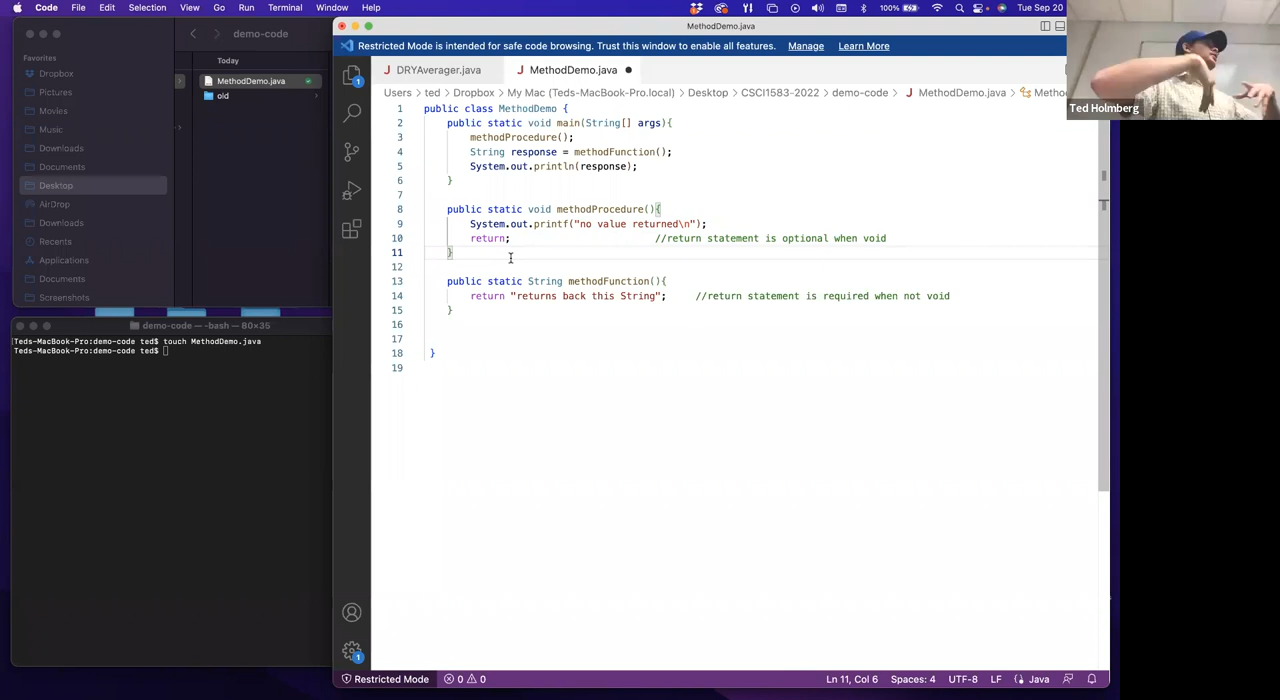 Code File Edit Selection View Go Run Terminal Window Help 100% Tue Sep 20
MethodDemo.java
Restricted Mode is intended for safe code browsing. Trust this window to enable all features. Manage Learn More
Ted Holmberg
demo-code
Favorites
Dropbox
Pictures
Movies
Music
Downloads
Documents
Desktop
AirDrop
Downloads
Recents
Applications
Documents
Screenshots
Today
MethodDemo.java
old
demo-code — -bash — 80×35
[Teds-MacBook-Pro:demo-code ted$ touch MethodDemo.java
Teds-MacBook-Pro:demo-code ted$
J DRYAverager.java J MethodDemo.java ●
Users > ted > Dropbox > My Mac (Teds-MacBook-Pro.local) > Desktop > CSCI1583-2022 > demo-code > J MethodDemo.java > Metho
1 public class MethodDemo {
2 public static void main(String[] args){
3 methodProcedure();
4 String response = methodFunction();
5 System.out.println(response);
6 }
7
8 public static void methodProcedure(){
9 System.out.printf("no value returned\n");
10 return; //return statement is optional when void
11 }
12
13 public static String methodFunction(){
14 return "returns back this String"; //return statement is required when not void
15 }
16
17
18 }
19
1
1
Restricted Mode 0 0 Ln 11, Col 6 Spaces: 4 UTF-8 LF Java